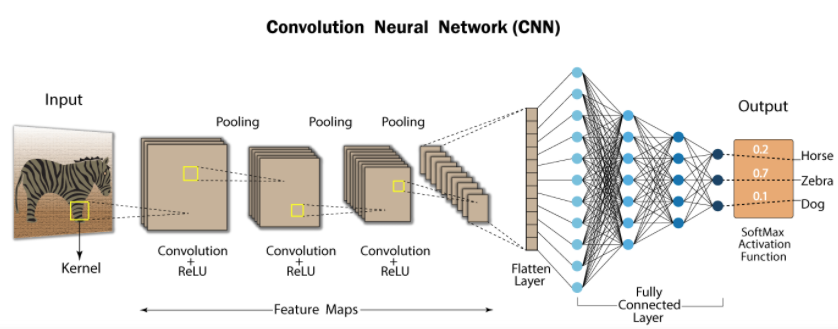 Convolution Neural Network (CNN)
Input
Output
Pooling
Pooling
Pooling
0.2
Horse
0.7
Zebra
0.1
Dog
Kernel
Convolution
+
ReLU
Convolution
+
ReLU
Convolution
+
ReLU
Flatten
Layer
SoftMax
Activation
Function
Feature Maps
Fully
Connected
Layer